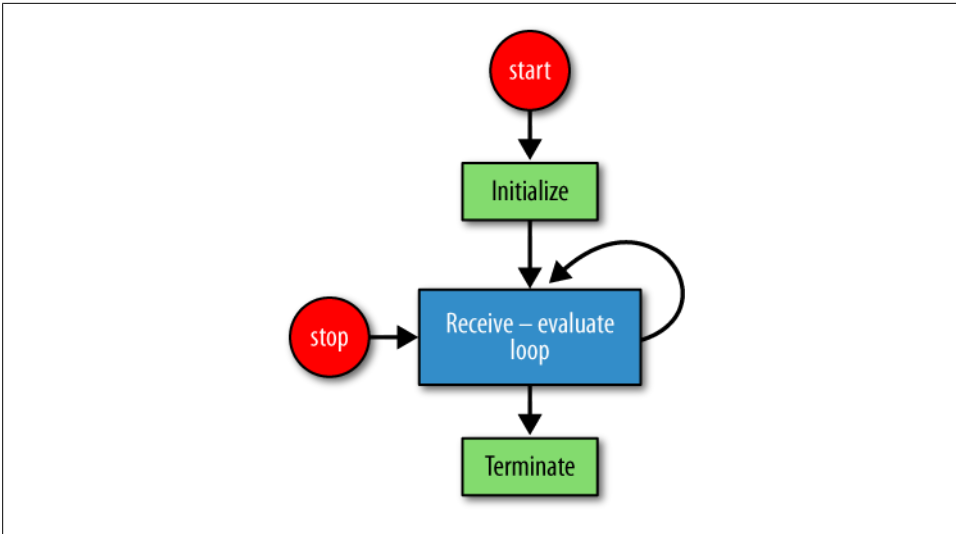 start
Initialize
Receive – evaluate
loop
stop
Terminate